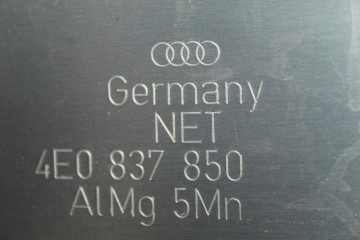 Germany
NET
4E0 837 850
AlMg 5Mn